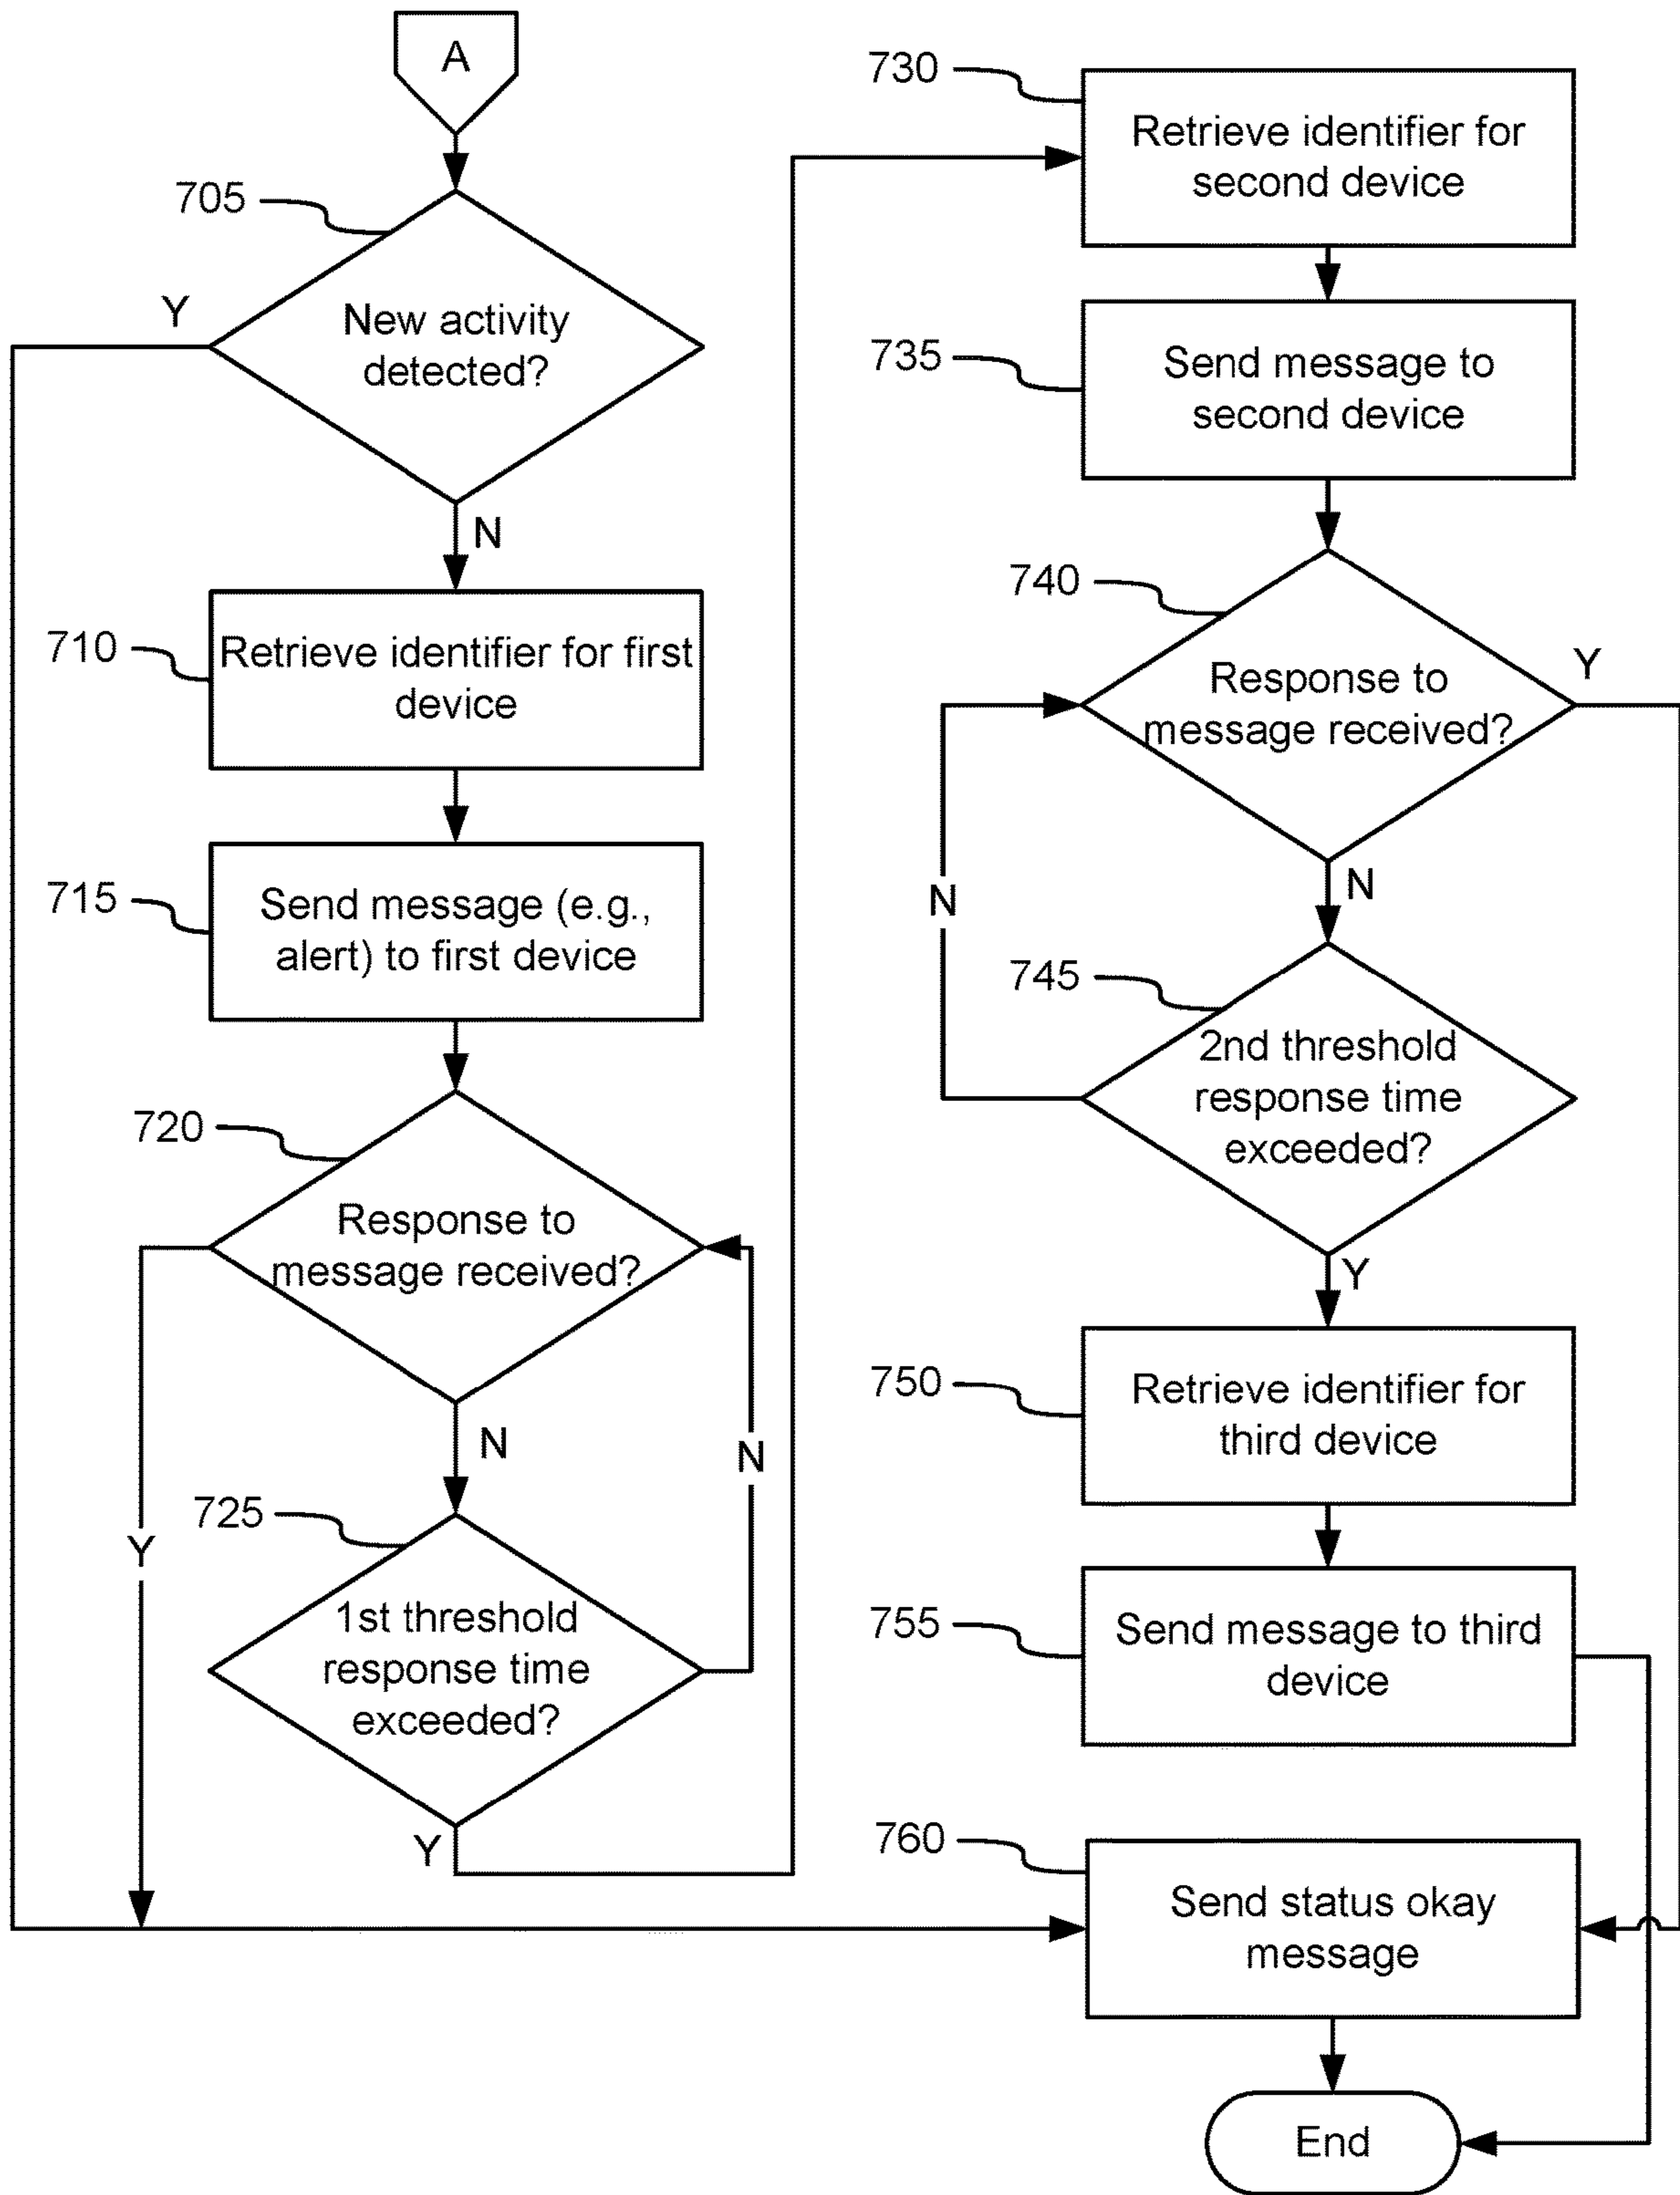 A
705
New activity
detected?
Y
N
710
Retrieve identifier for first
device
715
Send message (e.g.,
alert) to first device
720
Response to
message received?
Y
N
N
725
1st threshold
response time
exceeded?
Y
730
Retrieve identifier for
second device
735
Send message to
second device
740
Response to
message received?
Y
N
N
745
2nd threshold
response time
exceeded?
Y
750
Retrieve identifier for
third device
755
Send message to third
device
760
Send status okay
message
End